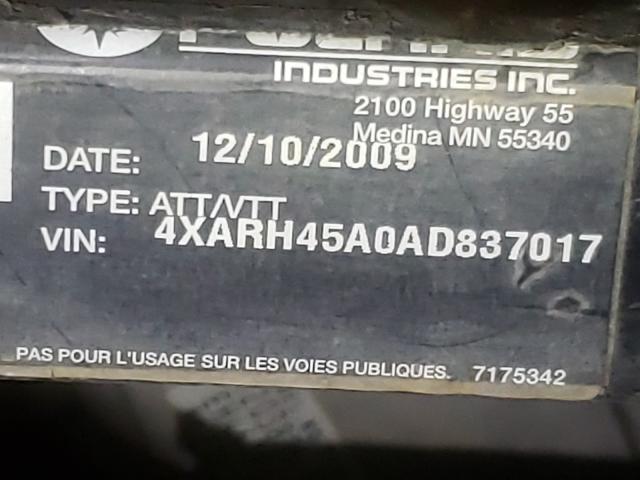 POLARIS
INDUSTRIES INC.
2100 Highway 55
Medina MN 55340
DATE: 12/10/2009
TYPE: ATT/VTT
VIN: 4XARH45A0AD837017
PAS POUR L'USAGE SUR LES VOIES PUBLIQUES. 7175342